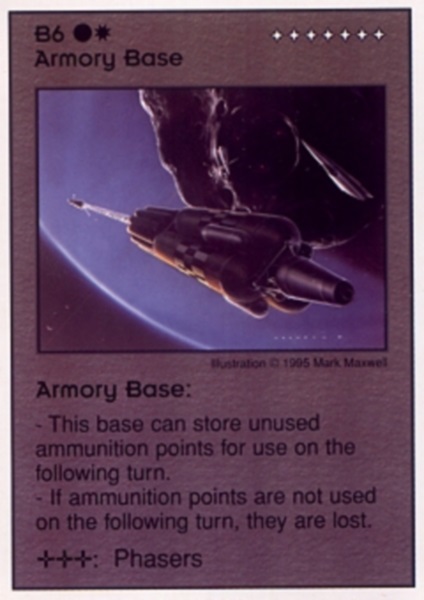 B6
Armory Base
Illustration © 1995 Mark Maxwell
Armory Base:
- This base can store unused
ammunition points for use on the
following turn.
- If ammunition points are not used
on the following turn, they are lost.
: Phasers